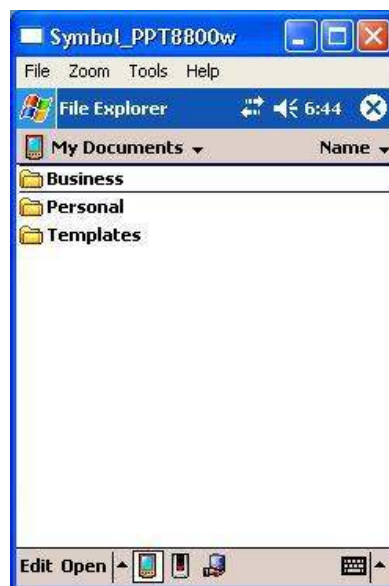 Symbol_PPT8800w
File Zoom Tools Help
File Explorer 6:44
My Documents Name
Business
Personal
Templates
Edit Open